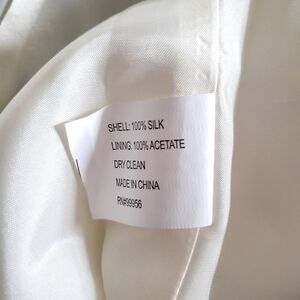 SHELL: 100% SILK
LINING: 100% ACETATE
DRY CLEAN
MADE IN CHINA
RN#99956